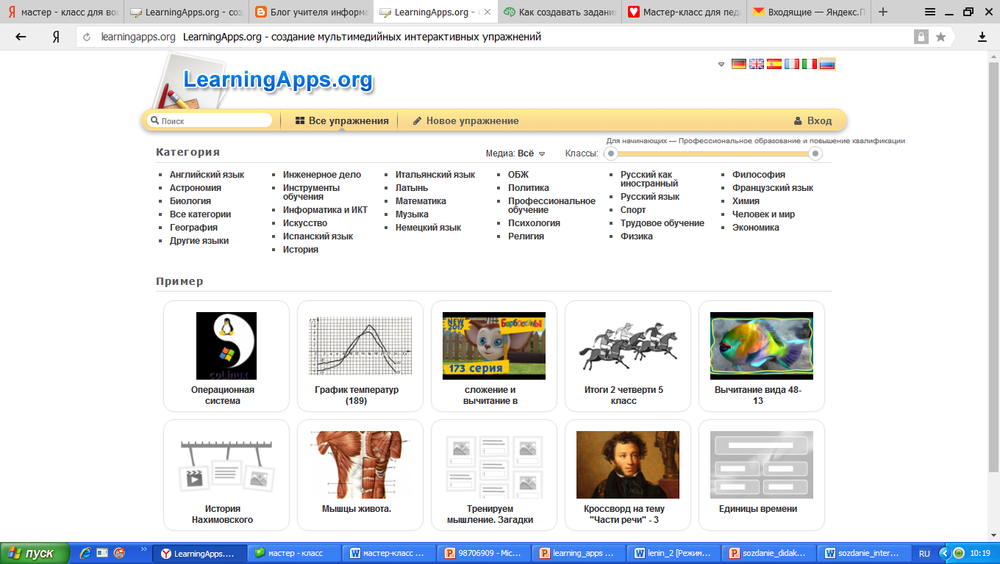 мастер - класс для вос
LearningApps.org - соз
Блог учителя информа
LearningApps.org - с
Как создавать задани
Мастер-класс для пед
Входящие — Яндекс.П
learningapps.org LearningApps.org - создание мультимедийных интерактивных упражнений
LearningApps.org
Поиск
Все упражнения
Новое упражнение
Вход
Для начинающих — Профессиональное образование и повышение квалификации
Категория
Медиа: Всё
Классы:
Английский язык
Астрономия
Биология
Все категории
География
Другие языки
Инженерное дело
Инструменты
обучения
Информатика и ИКТ
Искусство
Испанский язык
История
Итальянский язык
Латынь
Математика
Музыка
Немецкий язык
ОБЖ
Политика
Профессиональное
обучение
Психология
Религия
Русский как
иностранный
Русский язык
Спорт
Трудовое обучение
Физика
Философия
Французский язык
Химия
Человек и мир
Экономика
Пример
coLinux
Операционная
система
График температур
(189)
NEW
2017
Барбоскины
173 серия
сложение и
вычитание в
Итоги 2 четверти 5
класс
Вычитание вида 48-
13
История
Нахимовского
Мышцы живота.
Тренируем
мышление. Загадки
Кроссворд на тему
"Части речи" - 3
Единицы времени
пуск
LearningApps....
мастер - класс
мастер-класс ...
98706909 - Mic...
learning_apps ...
lenin_2 [Режим...
sozdanie_didak...
sozdanie_inter...
RU
10:19